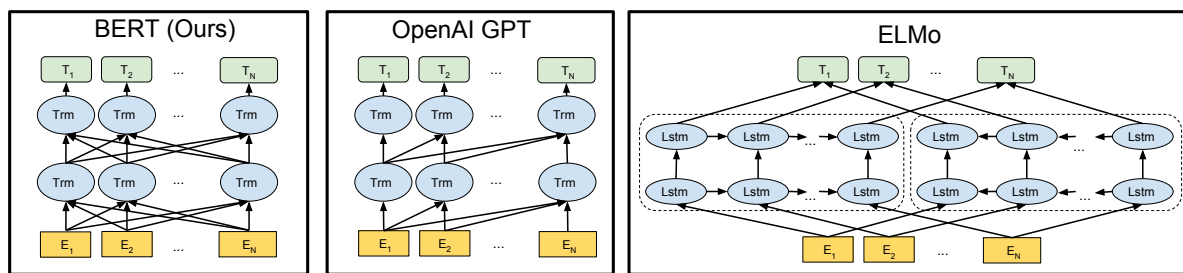 BERT (Ours)
T1 T2 ... TN
Trm Trm ... Trm
Trm Trm ... Trm
E1 E2 ... EN
OpenAI GPT
T1 T2 ... TN
Trm Trm ... Trm
Trm Trm ... Trm
E1 E2 ... EN
ELMo
T1 T2 ... TN
Lstm Lstm ... Lstm Lstm Lstm ... Lstm
Lstm Lstm ... Lstm Lstm Lstm ... Lstm
E1 E2 ... EN